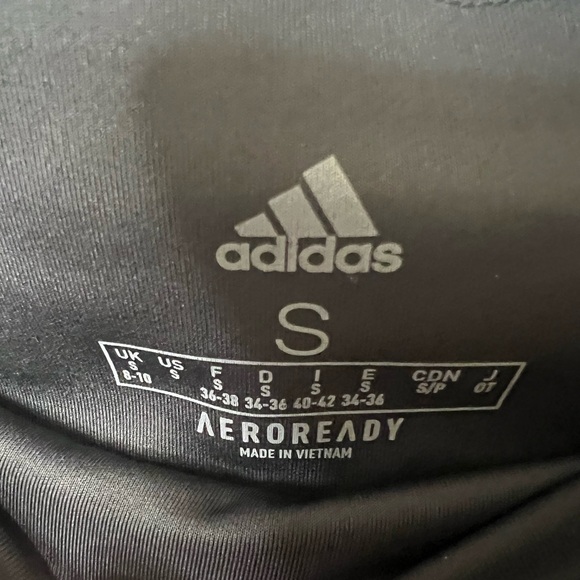 adidas
S
UK US F D I E CDN J
S S S S S S S/P OT
8-10 36-38 34-36 40-42 34-36
AEROREADY
MADE IN VIETNAM